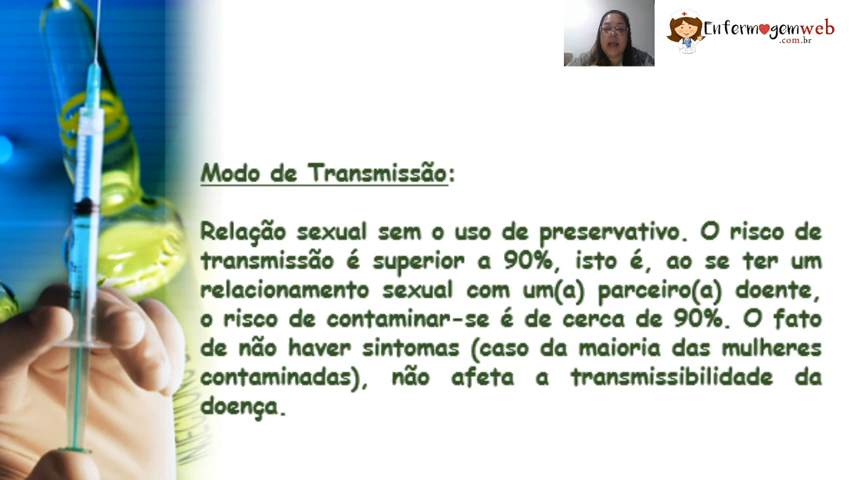 Enfermagemweb
.com.br
Modo de Transmissão:
Relação sexual sem o uso de preservativo. O risco de
transmissão é superior a 90%, isto é, ao se ter um
relacionamento sexual com um(a) parceiro(a) doente,
o risco de contaminar-se é de cerca de 90%. O fato
de não haver sintomas (caso da maioria das mulheres
contaminadas), não afeta a transmissibilidade da
doença.